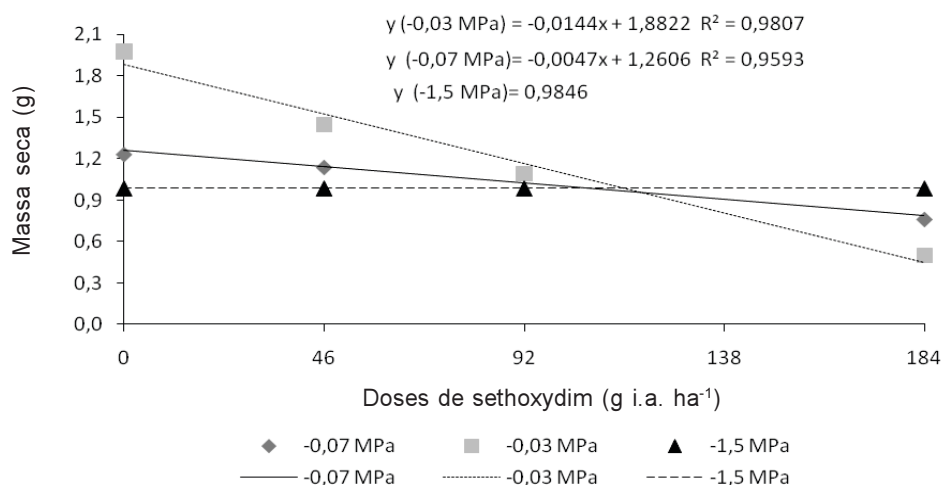 y (-0,03 MPa) = -0,0144x + 1,8822 R² = 0,9807
y (-0,07 MPa)= -0,0047x + 1,2606 R² = 0,9593
y (-1,5 MPa)= 0,9846
Massa seca (g)
2,1
1,8
1,5
1,2
0,9
0,6
0,3
0,0
0 46 92 138 184
Doses de sethoxydim (g i.a. ha⁻¹)
-0,07 MPa -0,03 MPa -1,5 MPa
-0,07 MPa -0,03 MPa -1,5 MPa